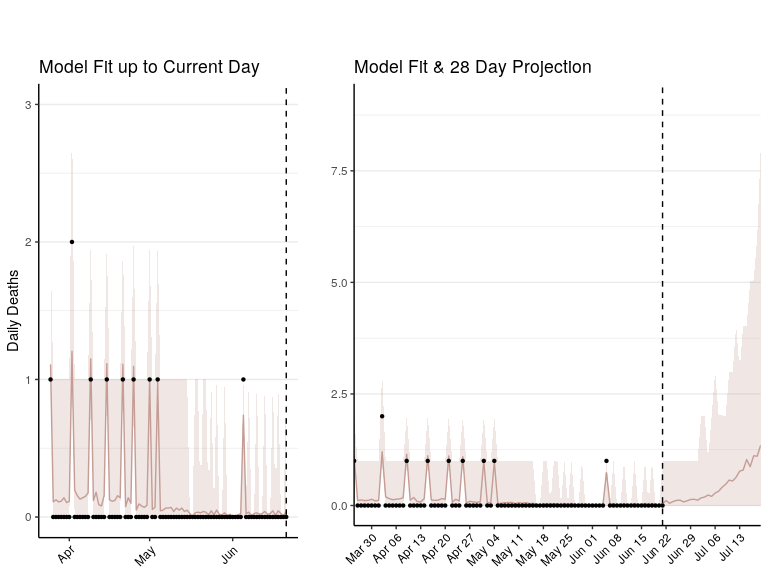 Model Fit up to Current Day
Daily Deaths
3
2
1
0
Apr
May
Jun
Model Fit & 28 Day Projection
7.5
5.0
2.5
0.0
Mar 30
Apr 06
Apr 13
Apr 20
Apr 27
May 04
May 11
May 18
May 25
Jun 01
Jun 08
Jun 15
Jun 22
Jun 29
Jul 06
Jul 13